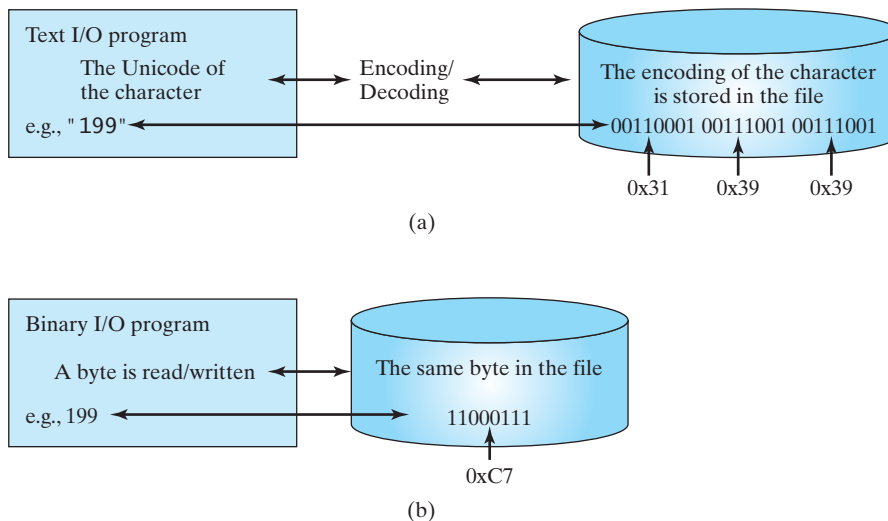 Text I/O program
The Unicode of
the character
e.g., "199"
Encoding/
Decoding
The encoding of the character
is stored in the file
00110001 00111001 00111001
0x31 0x39 0x39
(a)
Binary I/O program
A byte is read/written
e.g., 199
The same byte in the file
11000111
0xC7
(b)